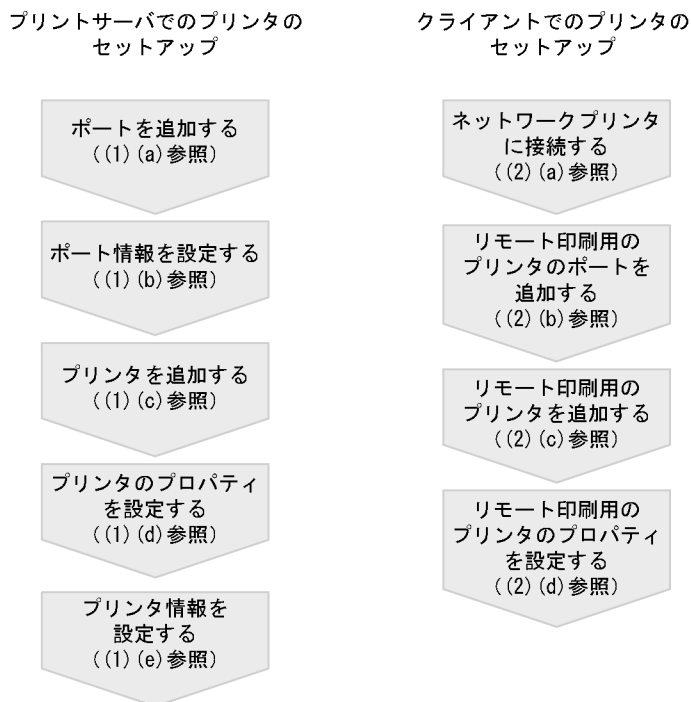 プリントサーバでのプリンタの
セットアップ
ポートを追加する
((1)(a)参照)
ポート情報を設定する
((1)(b)参照)
プリンタを追加する
((1)(c)参照)
プリンタのプロパティ
を設定する
((1)(d)参照)
プリンタ情報を
設定する
((1)(e)参照)
クライアントでのプリンタの
セットアップ
ネットワークプリンタ
に接続する
((2)(a)参照)
リモート印刷用の
プリンタのポートを
追加する
((2)(b)参照)
リモート印刷用の
プリンタを追加する
((2)(c)参照)
リモート印刷用の
プリンタのプロパティ
を設定する
((2)(d)参照)